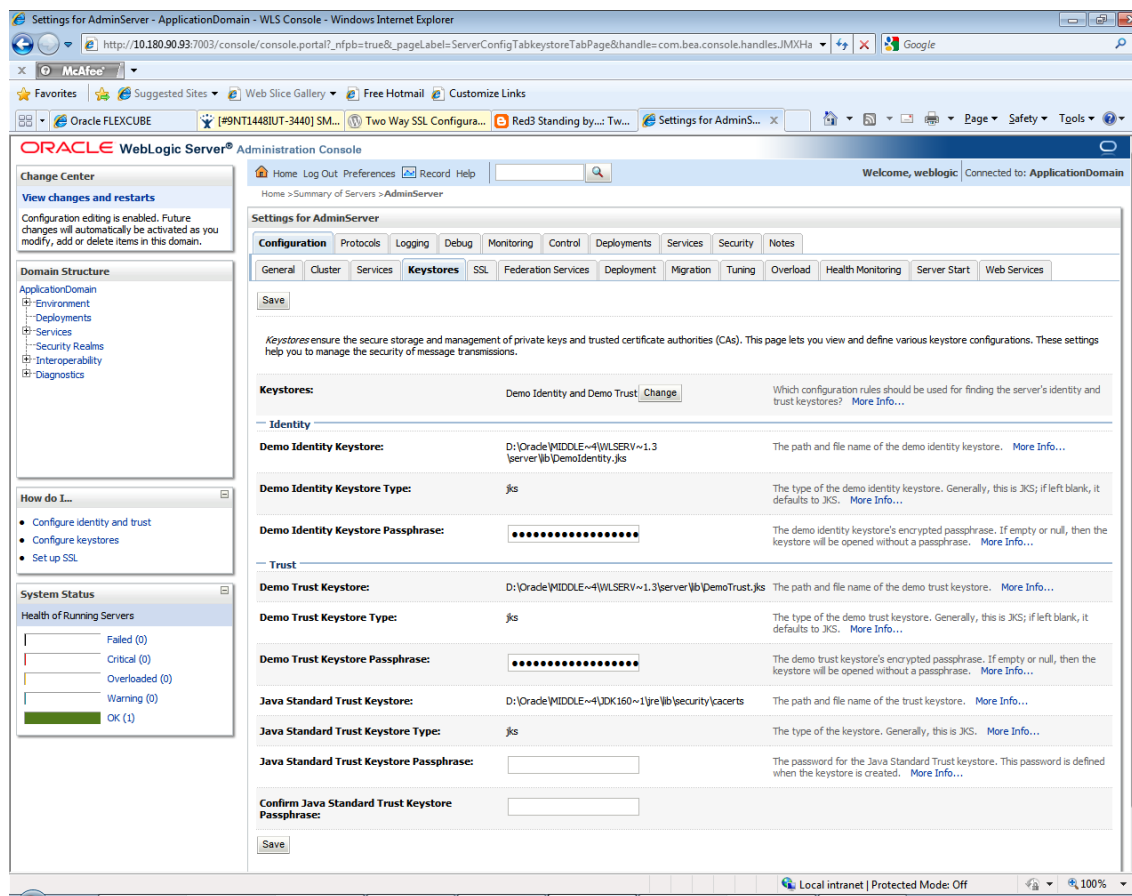 Settings for AdminServer - ApplicationDomain - WLS Console - Windows Internet Explorer
http://10.180.90.93:7003/console/console.portal?_nfpb=true&_pageLabel=ServerConfigTabkeystoreTabPage&handle=com.bea.console.handles.JMXHa
Google
McAfee
Favorites Suggested Sites Web Slice Gallery Free Hotmail Customize Links
Oracle FLEXCUBE [#9NT1448IUT-3440] SM... Two Way SSL Configura... Red3 Standing by...: Tw... Settings for AdminS... Page Safety Tools
ORACLE WebLogic Server® Administration Console
Change Center
View changes and restarts
Configuration editing is enabled. Future
changes will automatically be activated as you
modify, add or delete items in this domain.
Domain Structure
ApplicationDomain
Environment
Deployments
Services
Security Realms
Interoperability
Diagnostics
How do I...
Configure identity and trust
Configure keystores
Set up SSL
System Status
Health of Running Servers
Failed (0)
Critical (0)
Overloaded (0)
Warning (0)
OK (1)
Home Log Out Preferences Record Help
Welcome, weblogic Connected to: ApplicationDomain
Home >Summary of Servers >AdminServer
Settings for AdminServer
Configuration Protocols Logging Debug Monitoring Control Deployments Services Security Notes
General Cluster Services Keystores SSL Federation Services Deployment Migration Tuning Overload Health Monitoring Server Start Web Services
Save
Keystores ensure the secure storage and management of private keys and trusted certificate authorities (CAs). This page lets you view and define various keystore configurations. These settings
help you to manage the security of message transmissions.
Keystores: Demo Identity and Demo Trust Change Which configuration rules should be used for finding the server's identity and
trust keystores? More Info...
Identity
Demo Identity Keystore: D:\Oracle\MIDDLE~4\WLSERV~1.3 The path and file name of the demo identity keystore. More Info...
\server\lib\DemoIdentity.jks
Demo Identity Keystore Type: jks The type of the demo identity keystore. Generally, this is JKS; if left blank, it
defaults to JKS. More Info...
Demo Identity Keystore Passphrase: The demo identity keystore's encrypted passphrase. If empty or null, then the
keystore will be opened without a passphrase. More Info...
Trust
Demo Trust Keystore: D:\Oracle\MIDDLE~4\WLSERV~1.3\server\lib\DemoTrust.jks The path and file name of the demo trust keystore. More Info...
Demo Trust Keystore Type: jks The type of the demo trust keystore. Generally, this is JKS; if left blank, it
defaults to JKS. More Info...
Demo Trust Keystore Passphrase: The demo trust keystore's encrypted passphrase. If empty or null, then the
keystore will be opened without a passphrase. More Info...
Java Standard Trust Keystore: D:\Oracle\MIDDLE~4\JDK160~1\jre\lib\security\cacerts The path and file name of the trust keystore. More Info...
Java Standard Trust Keystore Type: jks The type of the keystore. Generally, this is JKS. More Info...
Java Standard Trust Keystore Passphrase: The password for the Java Standard Trust keystore. This password is defined
when the keystore is created. More Info...
Confirm Java Standard Trust Keystore
Passphrase:
Save
Local intranet | Protected Mode: Off 100%